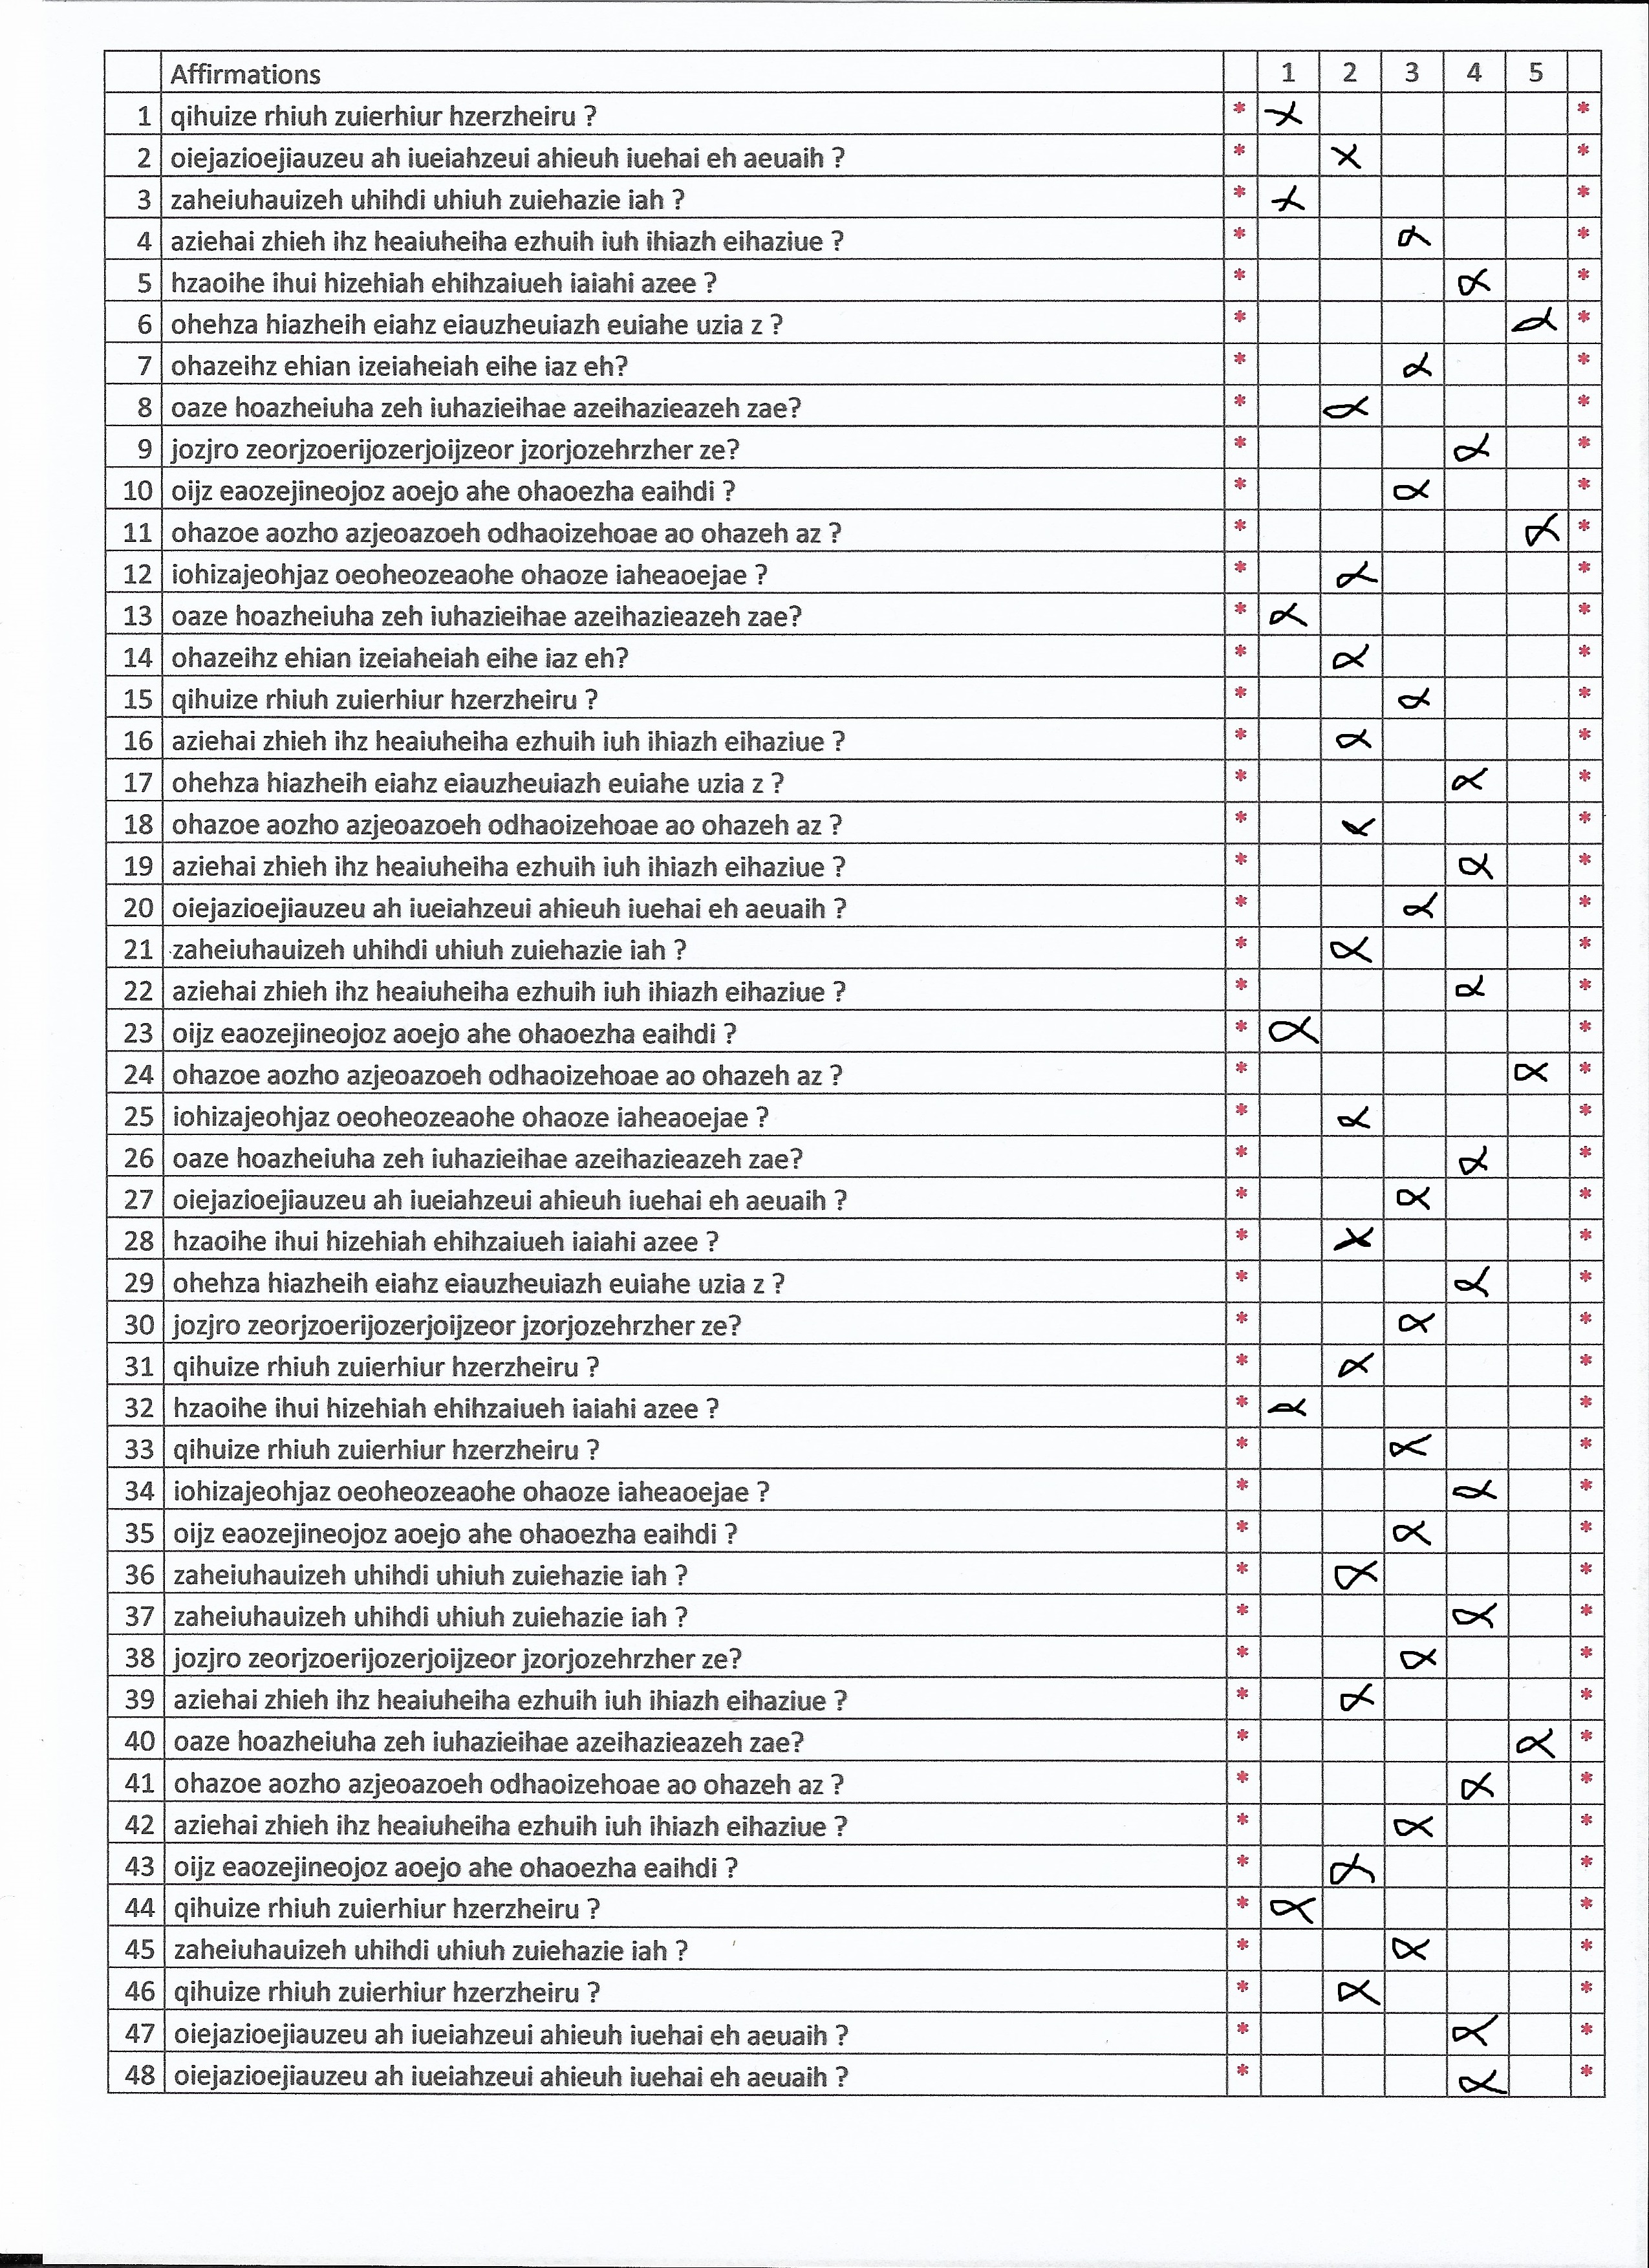 Affirmations 1 2 3 4 5
1 qihuize rhiuh zuierhiur hzerzheiru ? * x *
2 oiejazioejiauzeu ah iueiahzeui ahieuh iuehai eh aeuaih ? * x *
3 zaheiuhauizeh uhihdi uhiuh zuiehazie iah ? * x *
4 aziehai zhieh ihz heaiuheiha ezhuih iuh ihiazh eihaziue ? * x *
5 hzaoihe ihui hizehiah ehihzaiueh iaiahi azee ? * x *
6 ohehza hiazheih eiahz eiauzheuiazh euiahe uzia z ? * x *
7 ohazeihz ehian izeiaheiah eihe iaz eh? * x *
8 oaze hoazheiuha zeh iuhazieihae azeihazieazeh zae? * x *
9 jozjro zeorjzoerijozerjoijzeor jzorjozehrzher ze? * x *
10 oijz eaozejineojoz aoejo ahe ohaoezha eaihdi ? * x *
11 ohazoe aozho azjeoazoeh odhaoizehoae ao ohazeh az ? * x *
12 iohizajeohjaz oeoheozeaohe ohaoze iaheaoejae ? * x *
13 oaze hoazheiuha zeh iuhazieihae azeihazieazeh zae? * x *
14 ohazeihz ehian izeiaheiah eihe iaz eh? * x *
15 qihuize rhiuh zuierhiur hzerzheiru ? * x *
16 aziehai zhieh ihz heaiuheiha ezhuih iuh ihiazh eihaziue ? * x *
17 ohehza hiazheih eiahz eiauzheuiazh euiahe uzia z ? * x *
18 ohazoe aozho azjeoazoeh odhaoizehoae ao ohazeh az ? * x *
19 aziehai zhieh ihz heaiuheiha ezhuih iuh ihiazh eihaziue ? * x *
20 oiejazioejiauzeu ah iueiahzeui ahieuh iuehai eh aeuaih ? * x *
21 zaheiuhauizeh uhihdi uhiuh zuiehazie iah ? * x *
22 aziehai zhieh ihz heaiuheiha ezhuih iuh ihiazh eihaziue ? * x *
23 oijz eaozejineojoz aoejo ahe ohaoezha eaihdi ? * x *
24 ohazoe aozho azjeoazoeh odhaoizehoae ao ohazeh az ? * x *
25 iohizajeohjaz oeoheozeaohe ohaoze iaheaoejae ? * x *
26 oaze hoazheiuha zeh iuhazieihae azeihazieazeh zae? * x *
27 oiejazioejiauzeu ah iueiahzeui ahieuh iuehai eh aeuaih ? * x *
28 hzaoihe ihui hizehiah ehihzaiueh iaiahi azee ? * x *
29 ohehza hiazheih eiahz eiauzheuiazh euiahe uzia z ? * x *
30 jozjro zeorjzoerijozerjoijzeor jzorjozehrzher ze? * x *
31 qihuize rhiuh zuierhiur hzerzheiru ? * x *
32 hzaoihe ihui hizehiah ehihzaiueh iaiahi azee ? * x *
33 qihuize rhiuh zuierhiur hzerzheiru ? * x *
34 iohizajeohjaz oeoheozeaohe ohaoze iaheaoejae ? * x *
35 oijz eaozejineojoz aoejo ahe ohaoezha eaihdi ? * x *
36 zaheiuhauizeh uhihdi uhiuh zuiehazie iah ? * x *
37 zaheiuhauizeh uhihdi uhiuh zuiehazie iah ? * x *
38 jozjro zeorjzoerijozerjoijzeor jzorjozehrzher ze? * x *
39 aziehai zhieh ihz heaiuheiha ezhuih iuh ihiazh eihaziue ? * x *
40 oaze hoazheiuha zeh iuhazieihae azeihazieazeh zae? * x *
41 ohazoe aozho azjeoazoeh odhaoizehoae ao ohazeh az ? * x *
42 aziehai zhieh ihz heaiuheiha ezhuih iuh ihiazh eihaziue ? * x *
43 oijz eaozejineojoz aoejo ahe ohaoezha eaihdi ? * x *
44 qihuize rhiuh zuierhiur hzerzheiru ? * x *
45 zaheiuhauizeh uhihdi uhiuh zuiehazie iah ? * x *
46 qihuize rhiuh zuierhiur hzerzheiru ? * x *
47 oiejazioejiauzeu ah iueiahzeui ahieuh iuehai eh aeuaih ? * x *
48 oiejazioejiauzeu ah iueiahzeui ahieuh iuehai eh aeuaih ? * x *